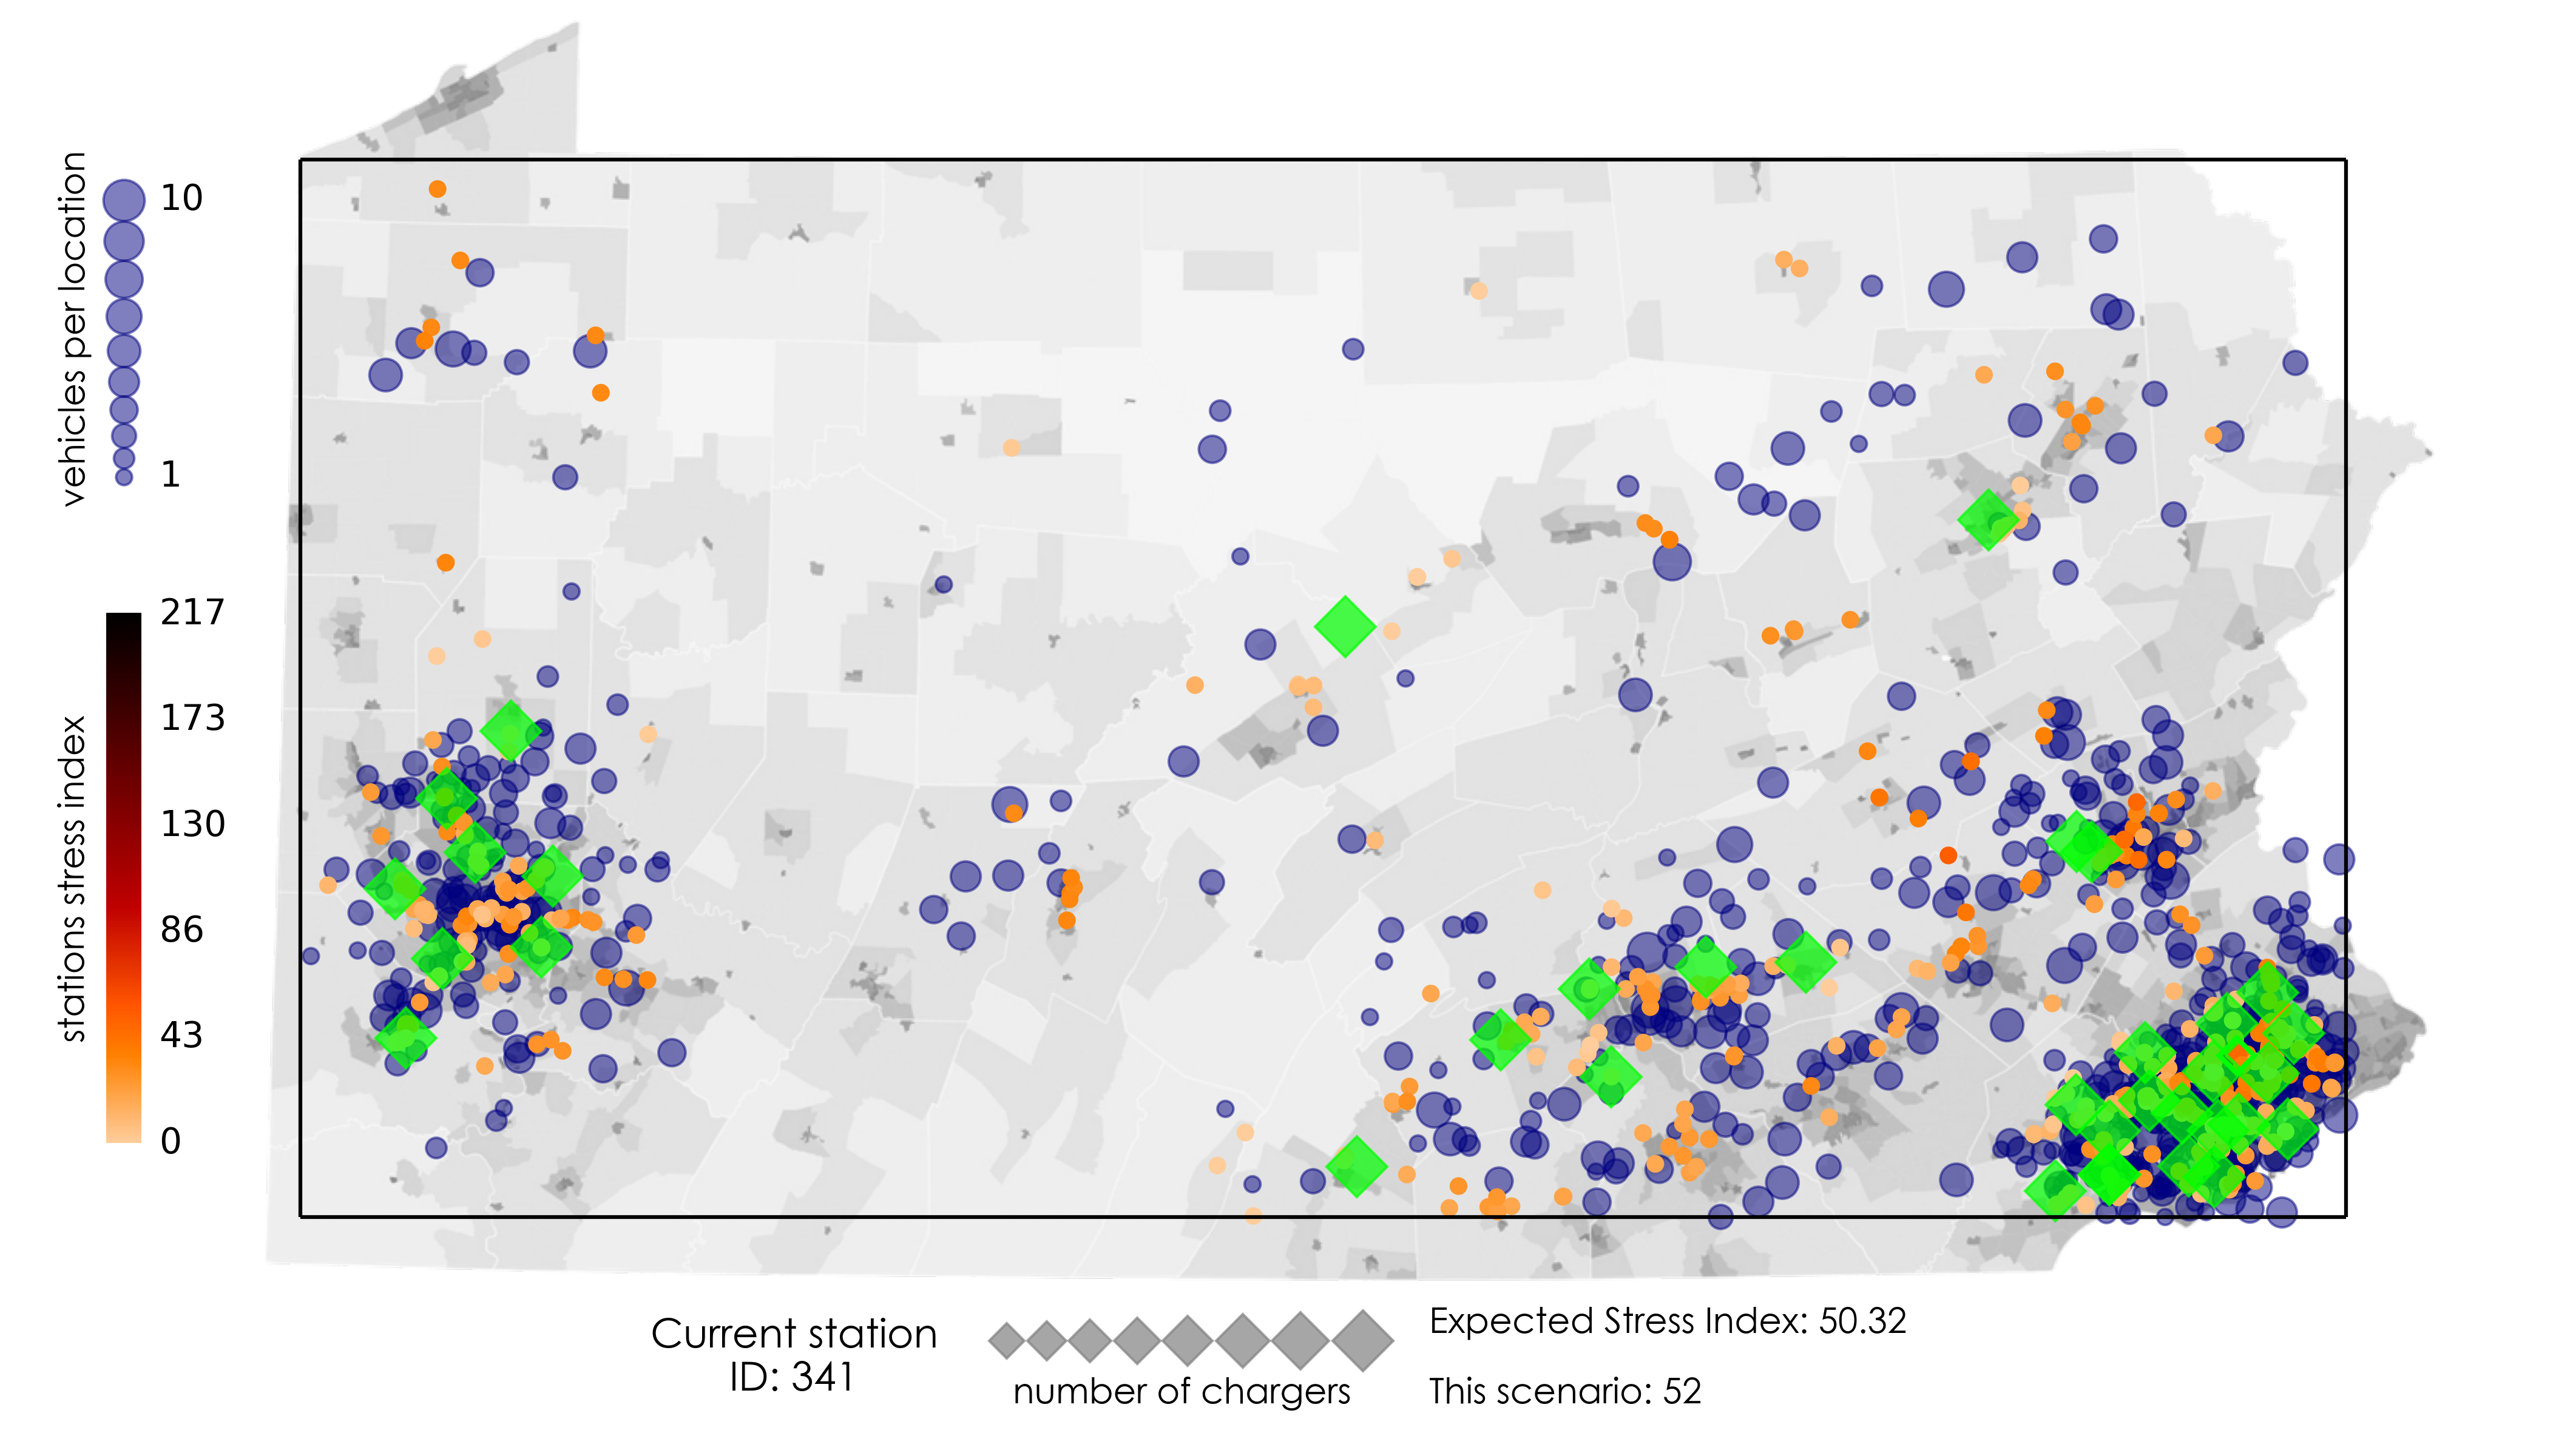 vehicles per location
10
1
stations stress index
217
173
130
86
43
0
Current station
ID: 341
number of chargers
Expected Stress Index: 50.32
This scenario: 52